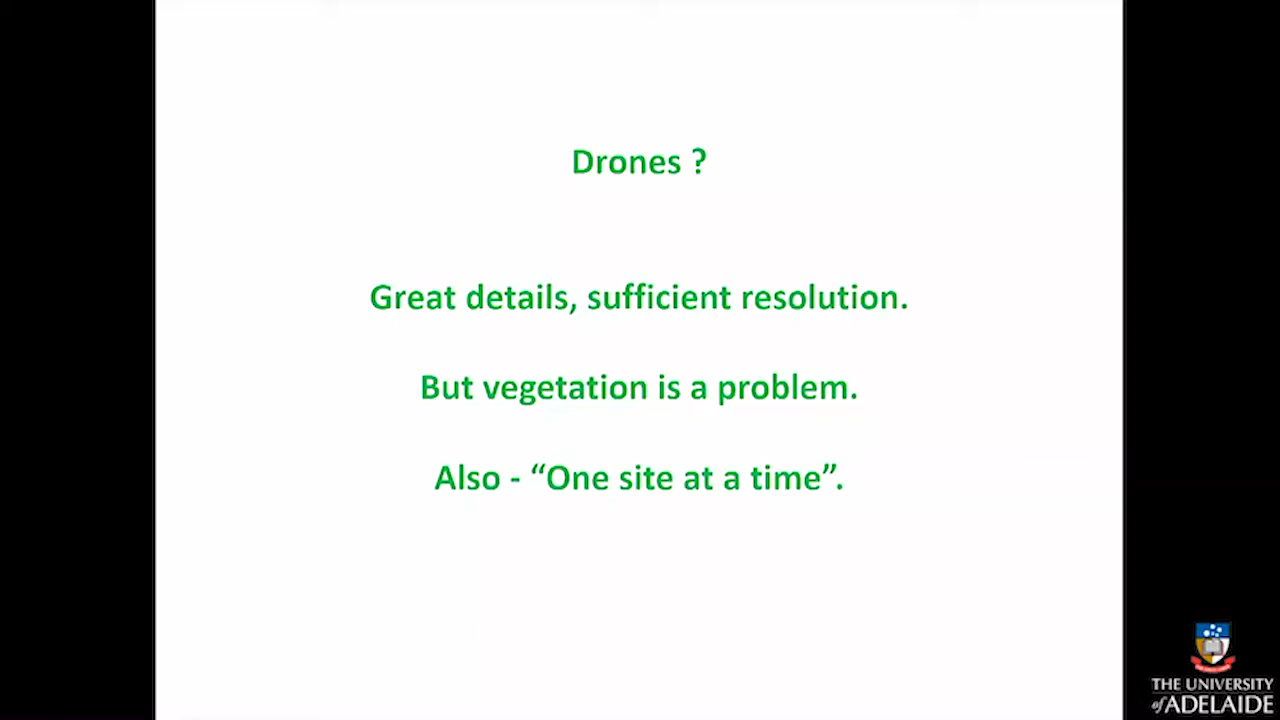 Drones ?
Great details, sufficient resolution.
But vegetation is a problem.
Also - “One site at a time”.
THE UNIVERSITY
of ADELAIDE